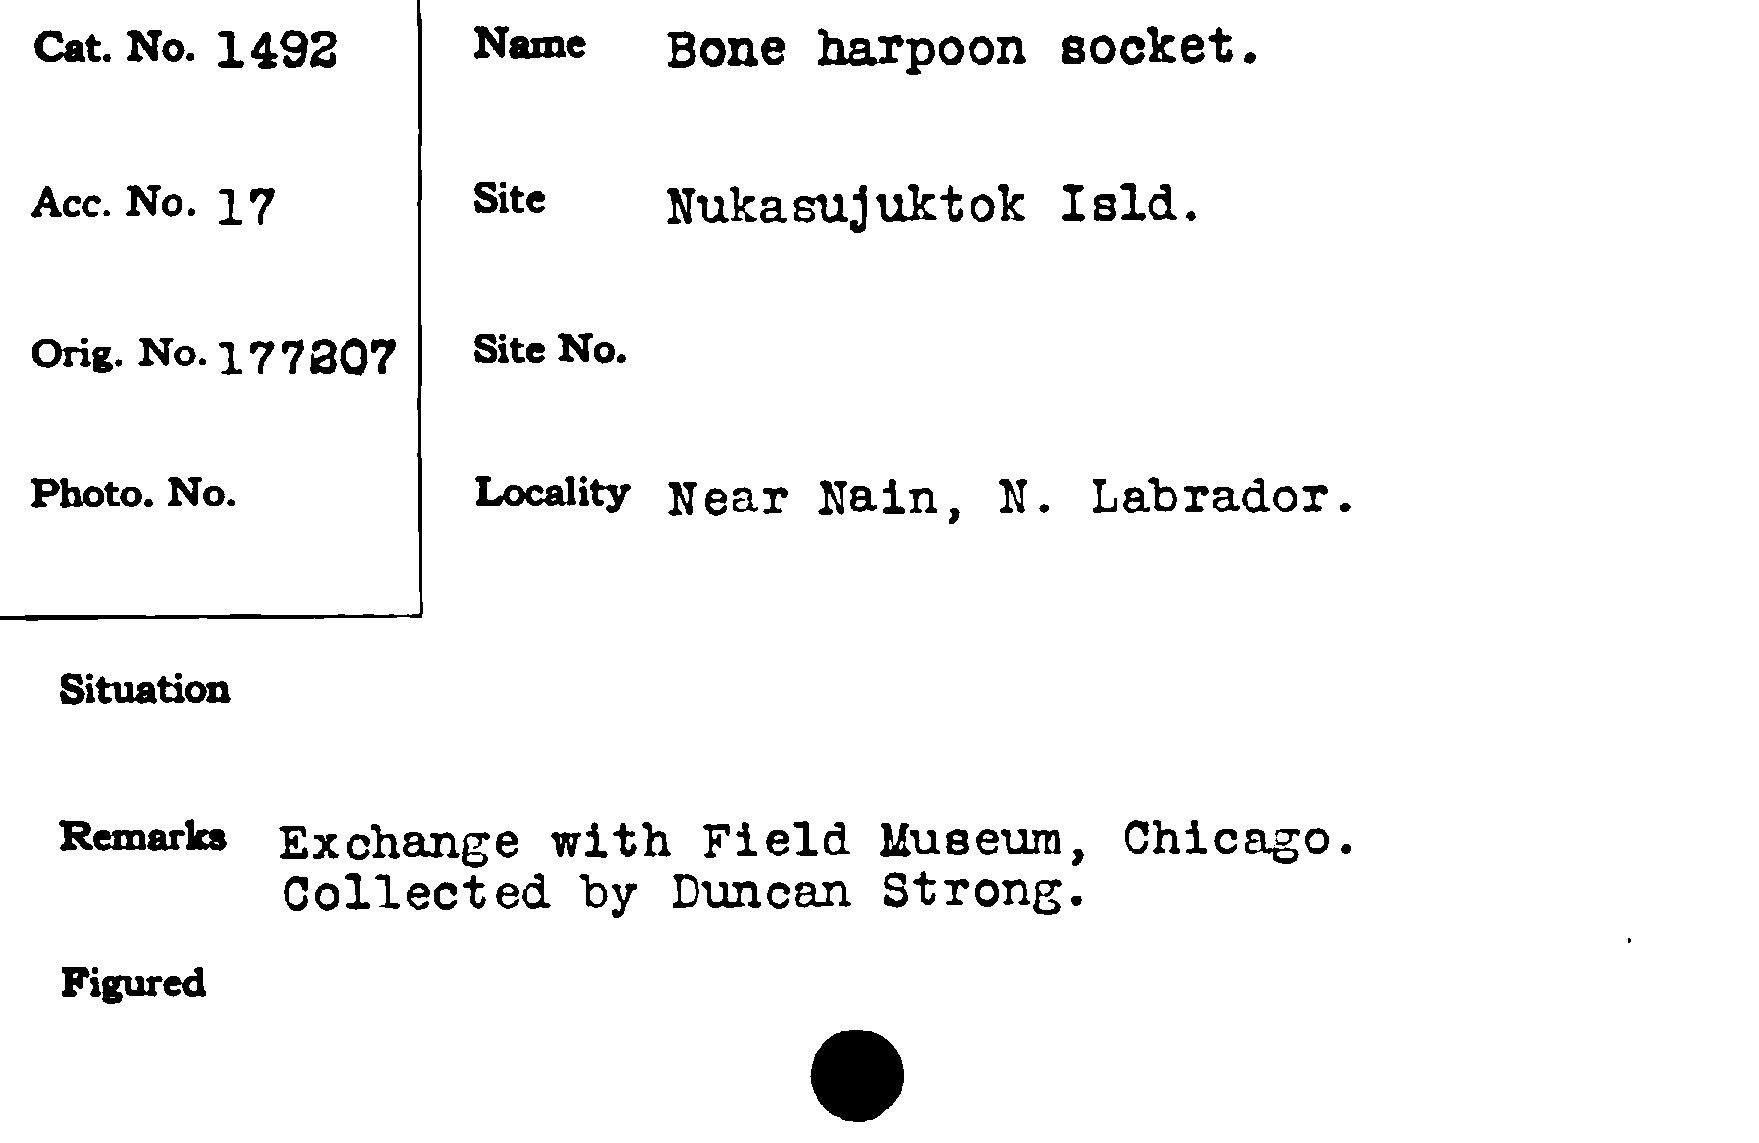 Cat. No. 1492
Name Bone harpoon socket.
Acc. No. 17
Site Nukasujuktok Isld.
Orig. No. 177207
Site No.
Photo. No.
Locality Near Nain, N. Labrador.
Situation
Remarks Exchange with Field Museum, Chicago.
Collected by Duncan Strong.
Figured